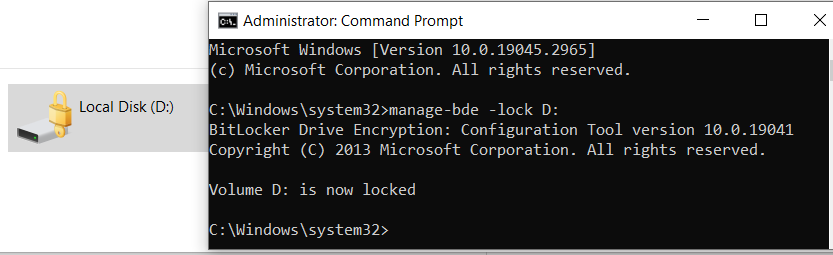 Administrator: Command Prompt
Microsoft Windows [Version 10.0.19045.2965]
(c) Microsoft Corporation. All rights reserved.
Local Disk (D:)
C:\Windows\system32>manage-bde -lock D:
BitLocker Drive Encryption: Configuration Tool version 10.0.19041
Copyright (C) 2013 Microsoft Corporation. All rights reserved.
Volume D: is now locked
C:\Windows\system32>